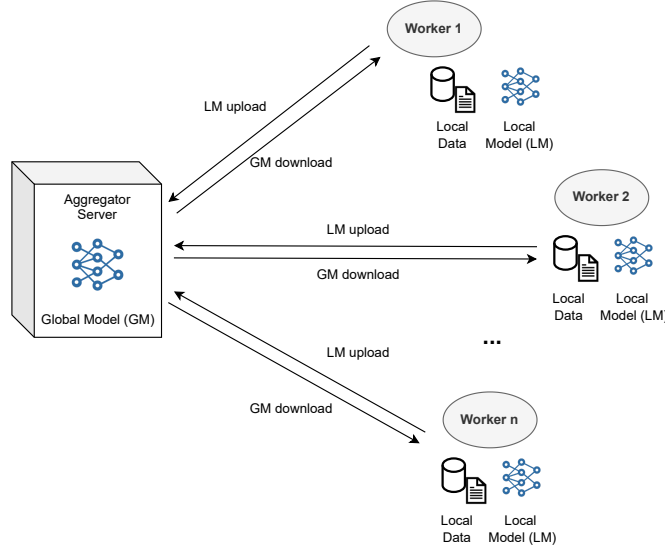 Worker 1
LM upload
Local
Data
Local
Model (LM)
GM download
Aggregator
Server
Global Model (GM)
Worker 2
LM upload
GM download
Local
Data
Local
Model (LM)
...
LM upload
GM download
Worker n
Local
Data
Local
Model (LM)